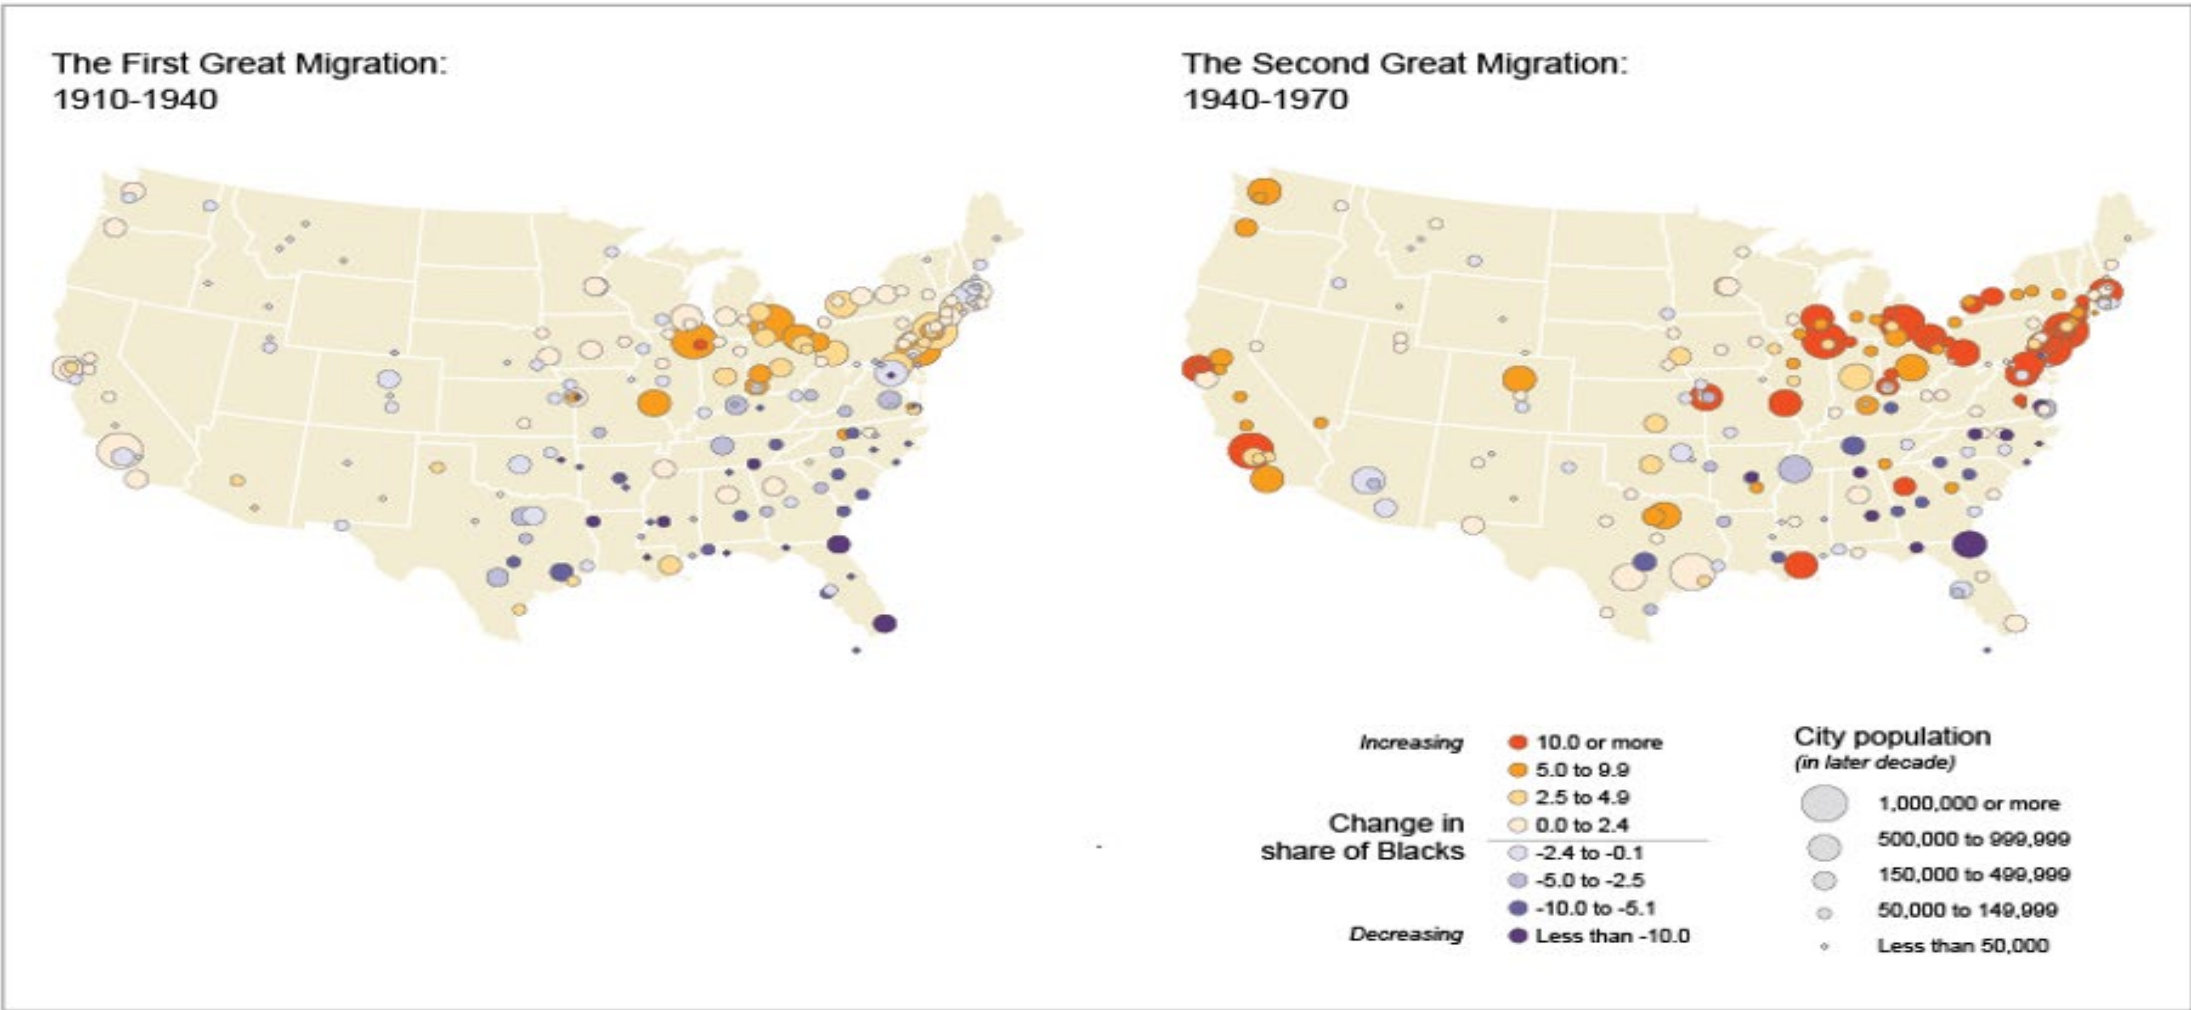 The First Great Migration:
1910-1940
The Second Great Migration:
1940-1970
Increasing
10.0 or more
5.0 to 9.9
2.5 to 4.9
0.0 to 2.4
Change in
share of Blacks
-2.4 to -0.1
-5.0 to -2.5
-10.0 to -5.1
Decreasing
Less than -10.0
City population
(in later decade)
1,000,000 or more
500,000 to 999,999
150,000 to 499,999
50,000 to 149,999
Less than 50,000